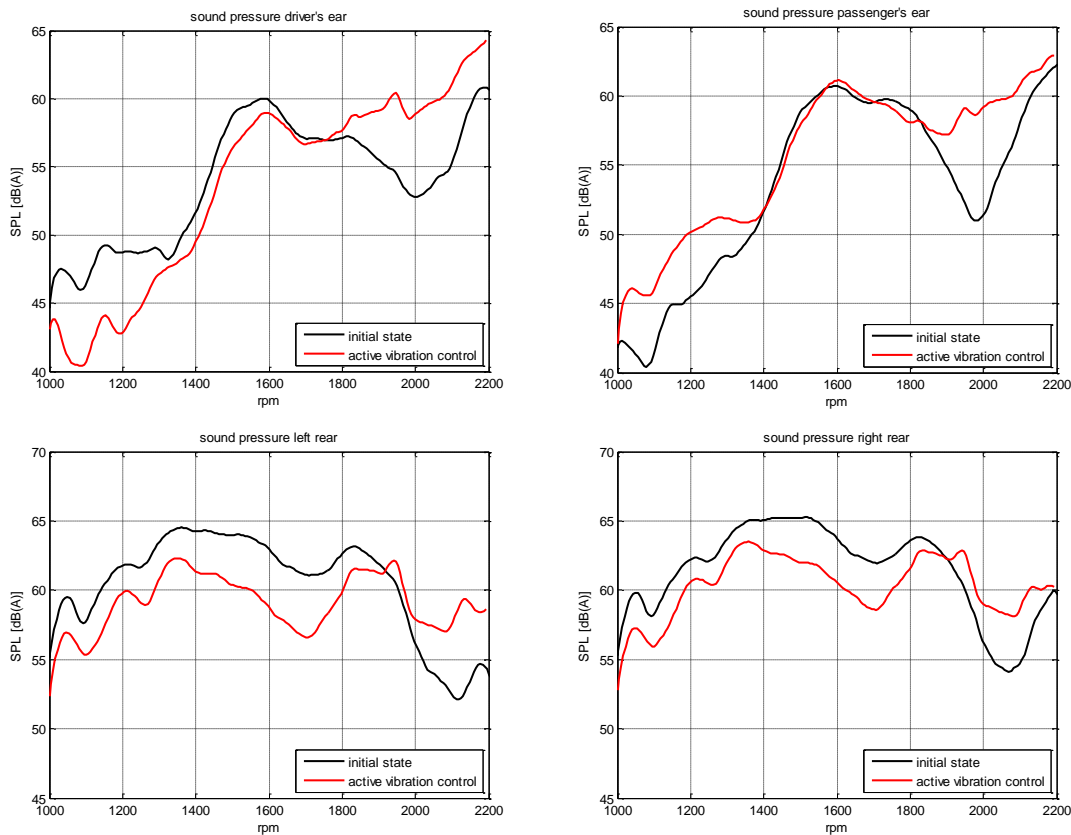 sound pressure driver's ear
65
60
55
50
45
40
SPL [dB(A)]
initial state
active vibration control
1000 1200 1400 1600 1800 2000 2200
rpm
sound pressure passenger's ear
65
60
55
50
45
40
SPL [dB(A)]
initial state
active vibration control
1000 1200 1400 1600 1800 2000 2200
rpm
sound pressure left rear
70
65
60
55
50
45
SPL [dB(A)]
initial state
active vibration control
1000 1200 1400 1600 1800 2000 2200
rpm
sound pressure right rear
70
65
60
55
50
45
SPL [dB(A)]
initial state
active vibration control
1000 1200 1400 1600 1800 2000 2200
rpm